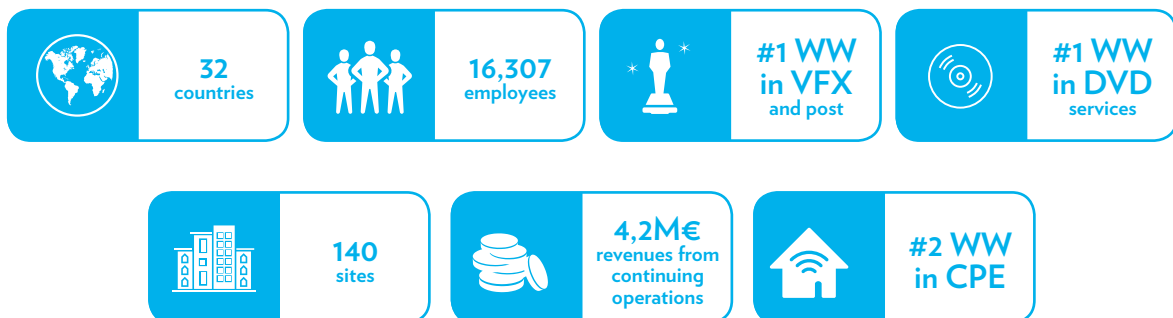 32
countries
16,307
employees
#1 WW
in VFX
and post
#1 WW
in DVD
services
140
sites
4,2M€
revenues from
continuing
operations
#2 WW
in CPE